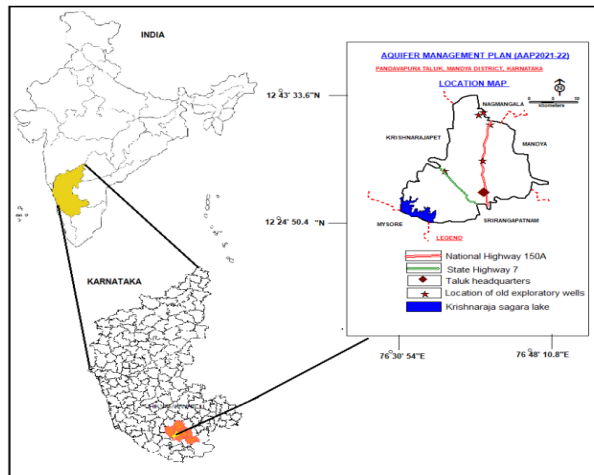 INDIA
AQUIFER MANAGEMENT PLAN (AAP2021-22)
PANDAVAPURA TALUK, MANDYA DISTRICT, KARNATAKA
LOCATION MAP
12 43' 33.6"N
NAGMANGALA
kilometers
KRISHNARAJAPET
MANDYA
12 24' 50.4 "N
MYSORE
SRIRANGAPATNAM
LEGEND
National Highway 150A
State Highway 7
Taluk headquarters
Location of old exploratory wells
Krishnaraja sagara lake
KARNATAKA
76 30' 54"E
76 48' 10.8"E